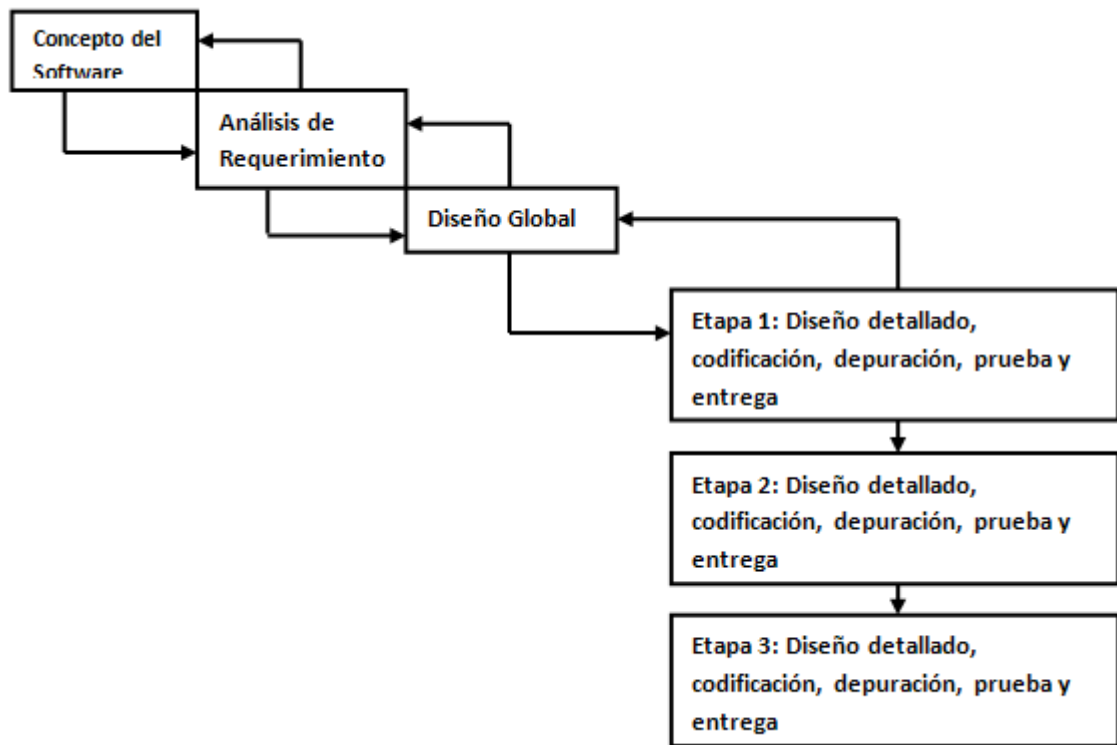 Concepto del
Software
Análisis de
Requerimiento
Diseño Global
Etapa 1: Diseño detallado,
codificación, depuración, prueba y
entrega
Etapa 2: Diseño detallado,
codificación, depuración, prueba y
entrega
Etapa 3: Diseño detallado,
codificación, depuración, prueba y
entrega